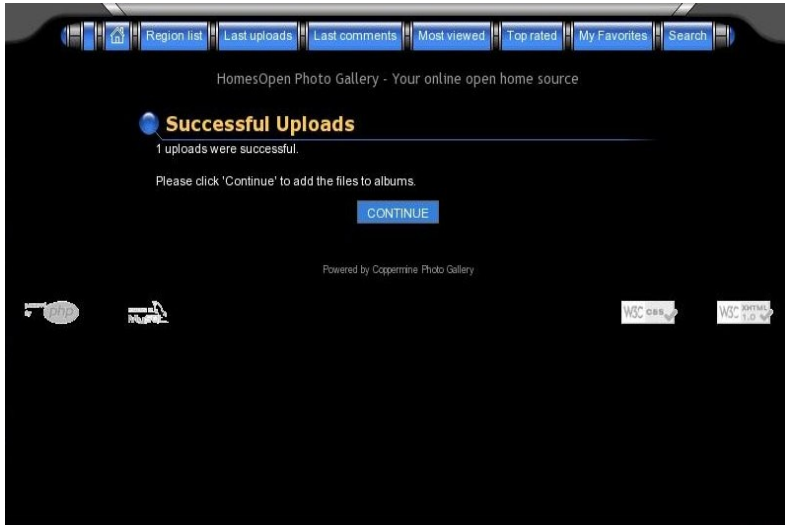 Region list
Last uploads
Last comments
Most viewed
Top rated
My Favorites
Search
HomesOpen Photo Gallery - Your online open home source
Successful Uploads
1 uploads were successful.
Please click 'Continue' to add the files to albums.
CONTINUE
Powered by Coppermine Photo Gallery
php
W3C CSS
W3C XHTML 1.0